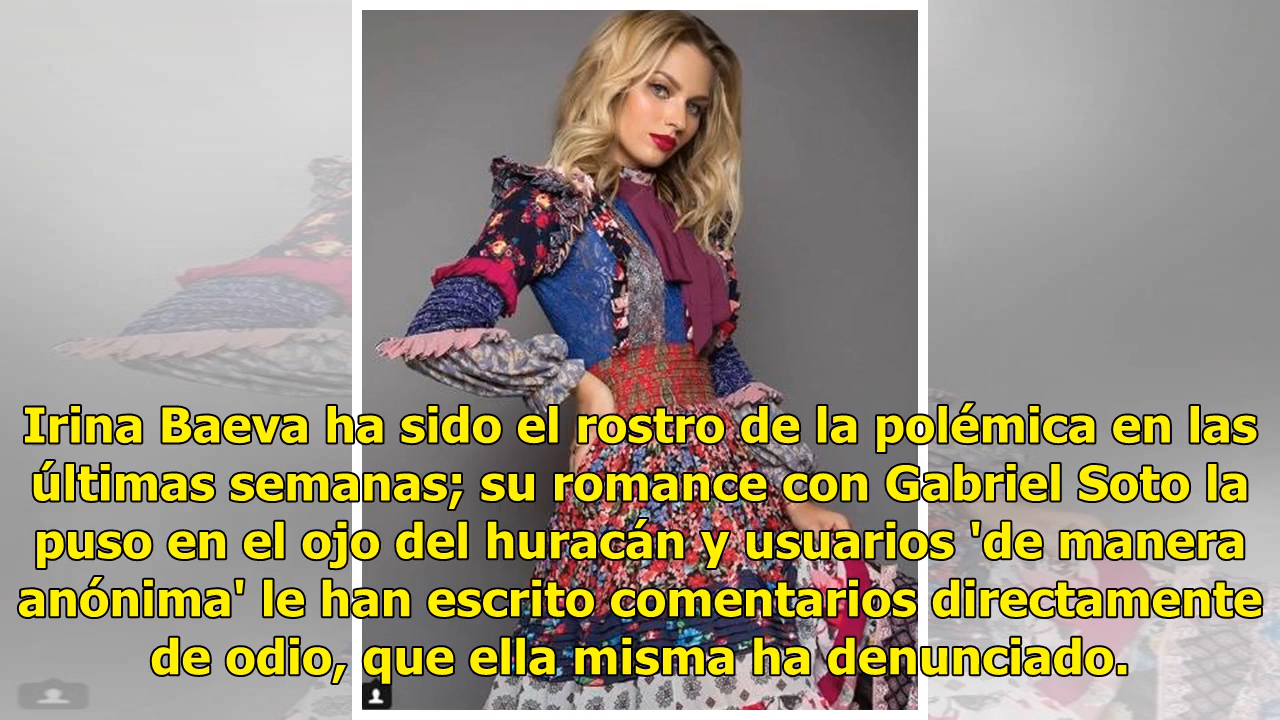 Irina Baeva ha sido el rostro de la polémica en las
últimas semanas; su romance con Gabriel Soto la
puso en el ojo del huracán y usuarios 'de manera
anónima' le han escrito comentarios directamente
de odio, que ella misma ha denunciado.